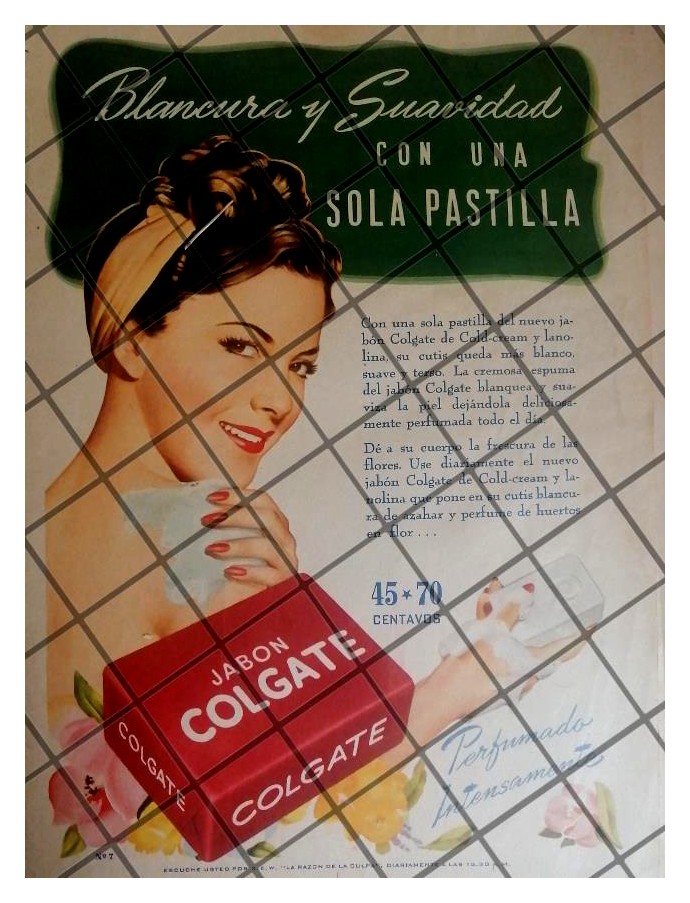 Blancura y Suavidad
CON UNA
SOLA PASTILLA
Con una sola pastilla del nuevo ja-
bón Colgate de Cold-cream y lano-
lina, su cutis queda más blanco,
suave y terso. La cremosa espuma
del jabón Colgate blanquea y sua-
viza la piel dejándola deliciosa-
mente perfumada todo el día.
Dé a su cuerpo la frescura de las
flores. Use diariamente el nuevo
jabón Colgate de Cold-cream y la-
nolina que pone en su cutis blancu-
ra de azahar y perfume de huertos
en flor . . .
45 ★ 70
CENTAVOS
JABON
COLGATE
COLGATE
COLGATE
Perfumado
Intensamente
Nº 7
ESCUCHE USTED POR X.E.W. "LA RAZON DE LA CULPA", DIARIAMENTE A LAS 10.30 A.M.